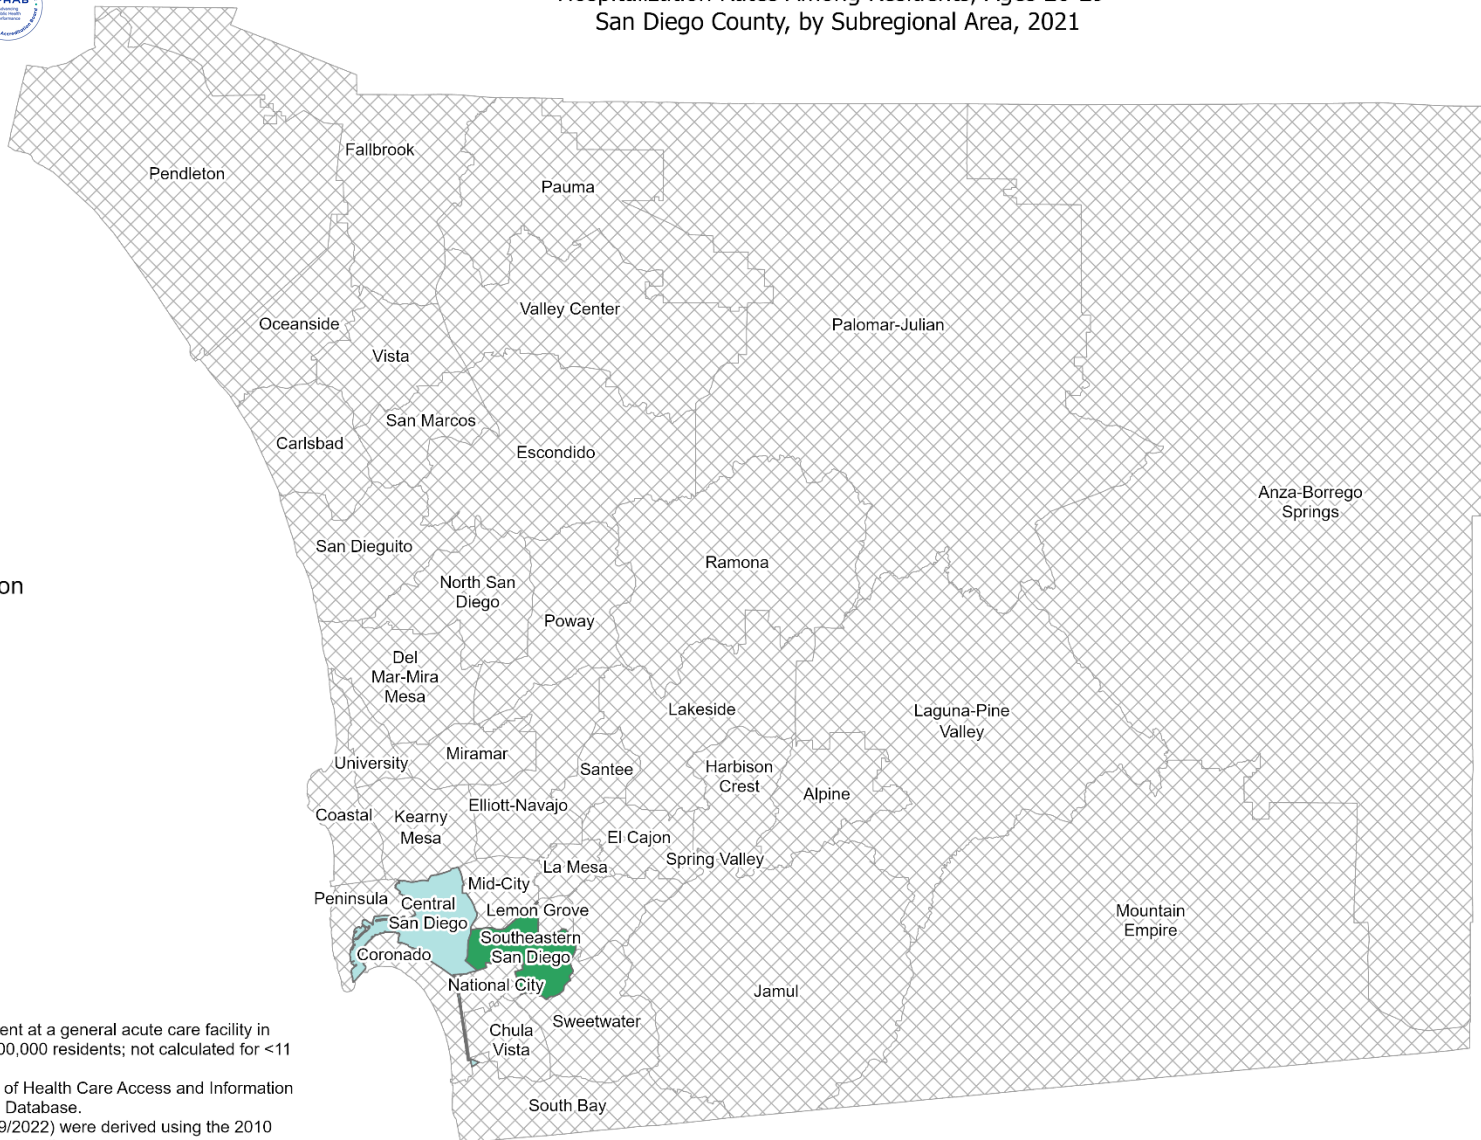 San Diego County, by Subregional Area, 2021
Fallbrook
Pendleton
Pauma
Valley Center
Oceanside
Palomar-Julian
Vista
San Marcos
Carlsbad
Escondido
Anza-Borrego
Springs
San Dieguito
Ramona
on
North San
Diego
Poway
Del
Mar-Mira
Mesa
Lakeside
Laguna-Pine
Valley
Miramar
University
Santee
Harbison
Crest
Alpine
Elliott-Navajo
Coastal
Kearny
Mesa
El Cajon
Spring Valley
La Mesa
Mid-City
Peninsula
Central
San Diego
Lemon Grove
Mountain
Empire
Southeastern
San Diego
Coronado
National City
Jamul
Sweetwater
Chula
Vista
South Bay
ent at a general acute care facility in
00,000 residents; not calculated for <11
of Health Care Access and Information
Database.
9/2022) were derived using the 2010